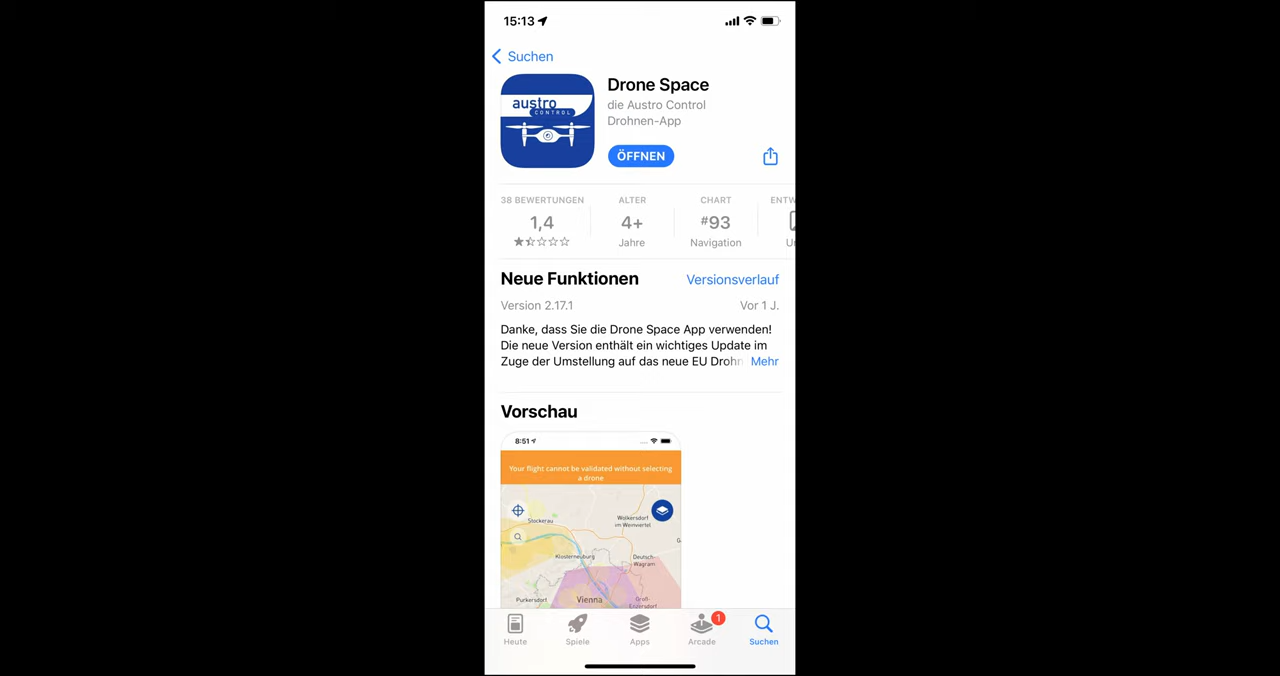 15:13
Suchen
austro
CONTROL
Drone Space
die Austro Control
Drohnen-App
ÖFFNEN
38 BEWERTUNGEN
ALTER
CHART
ENTW
1,4
4+
#93
Jahre
Navigation
Neue Funktionen
Versionsverlauf
Version 2.17.1
Vor 1 J.
Danke, dass Sie die Drone Space App verwenden!
Die neue Version enthält ein wichtiges Update im
Zuge der Umstellung auf das neue EU Drohn
Mehr
Vorschau
8:51
Your flight cannot be validated without selecting
a drone
Stockerau
Wolkersdorf
im Weinviertel
Klosterneuburg
Deutsch-
Wagram
Purkersdorf
Vienna
Groß-
Enzersdorf
1
Heute
Spiele
Apps
Arcade
Suchen